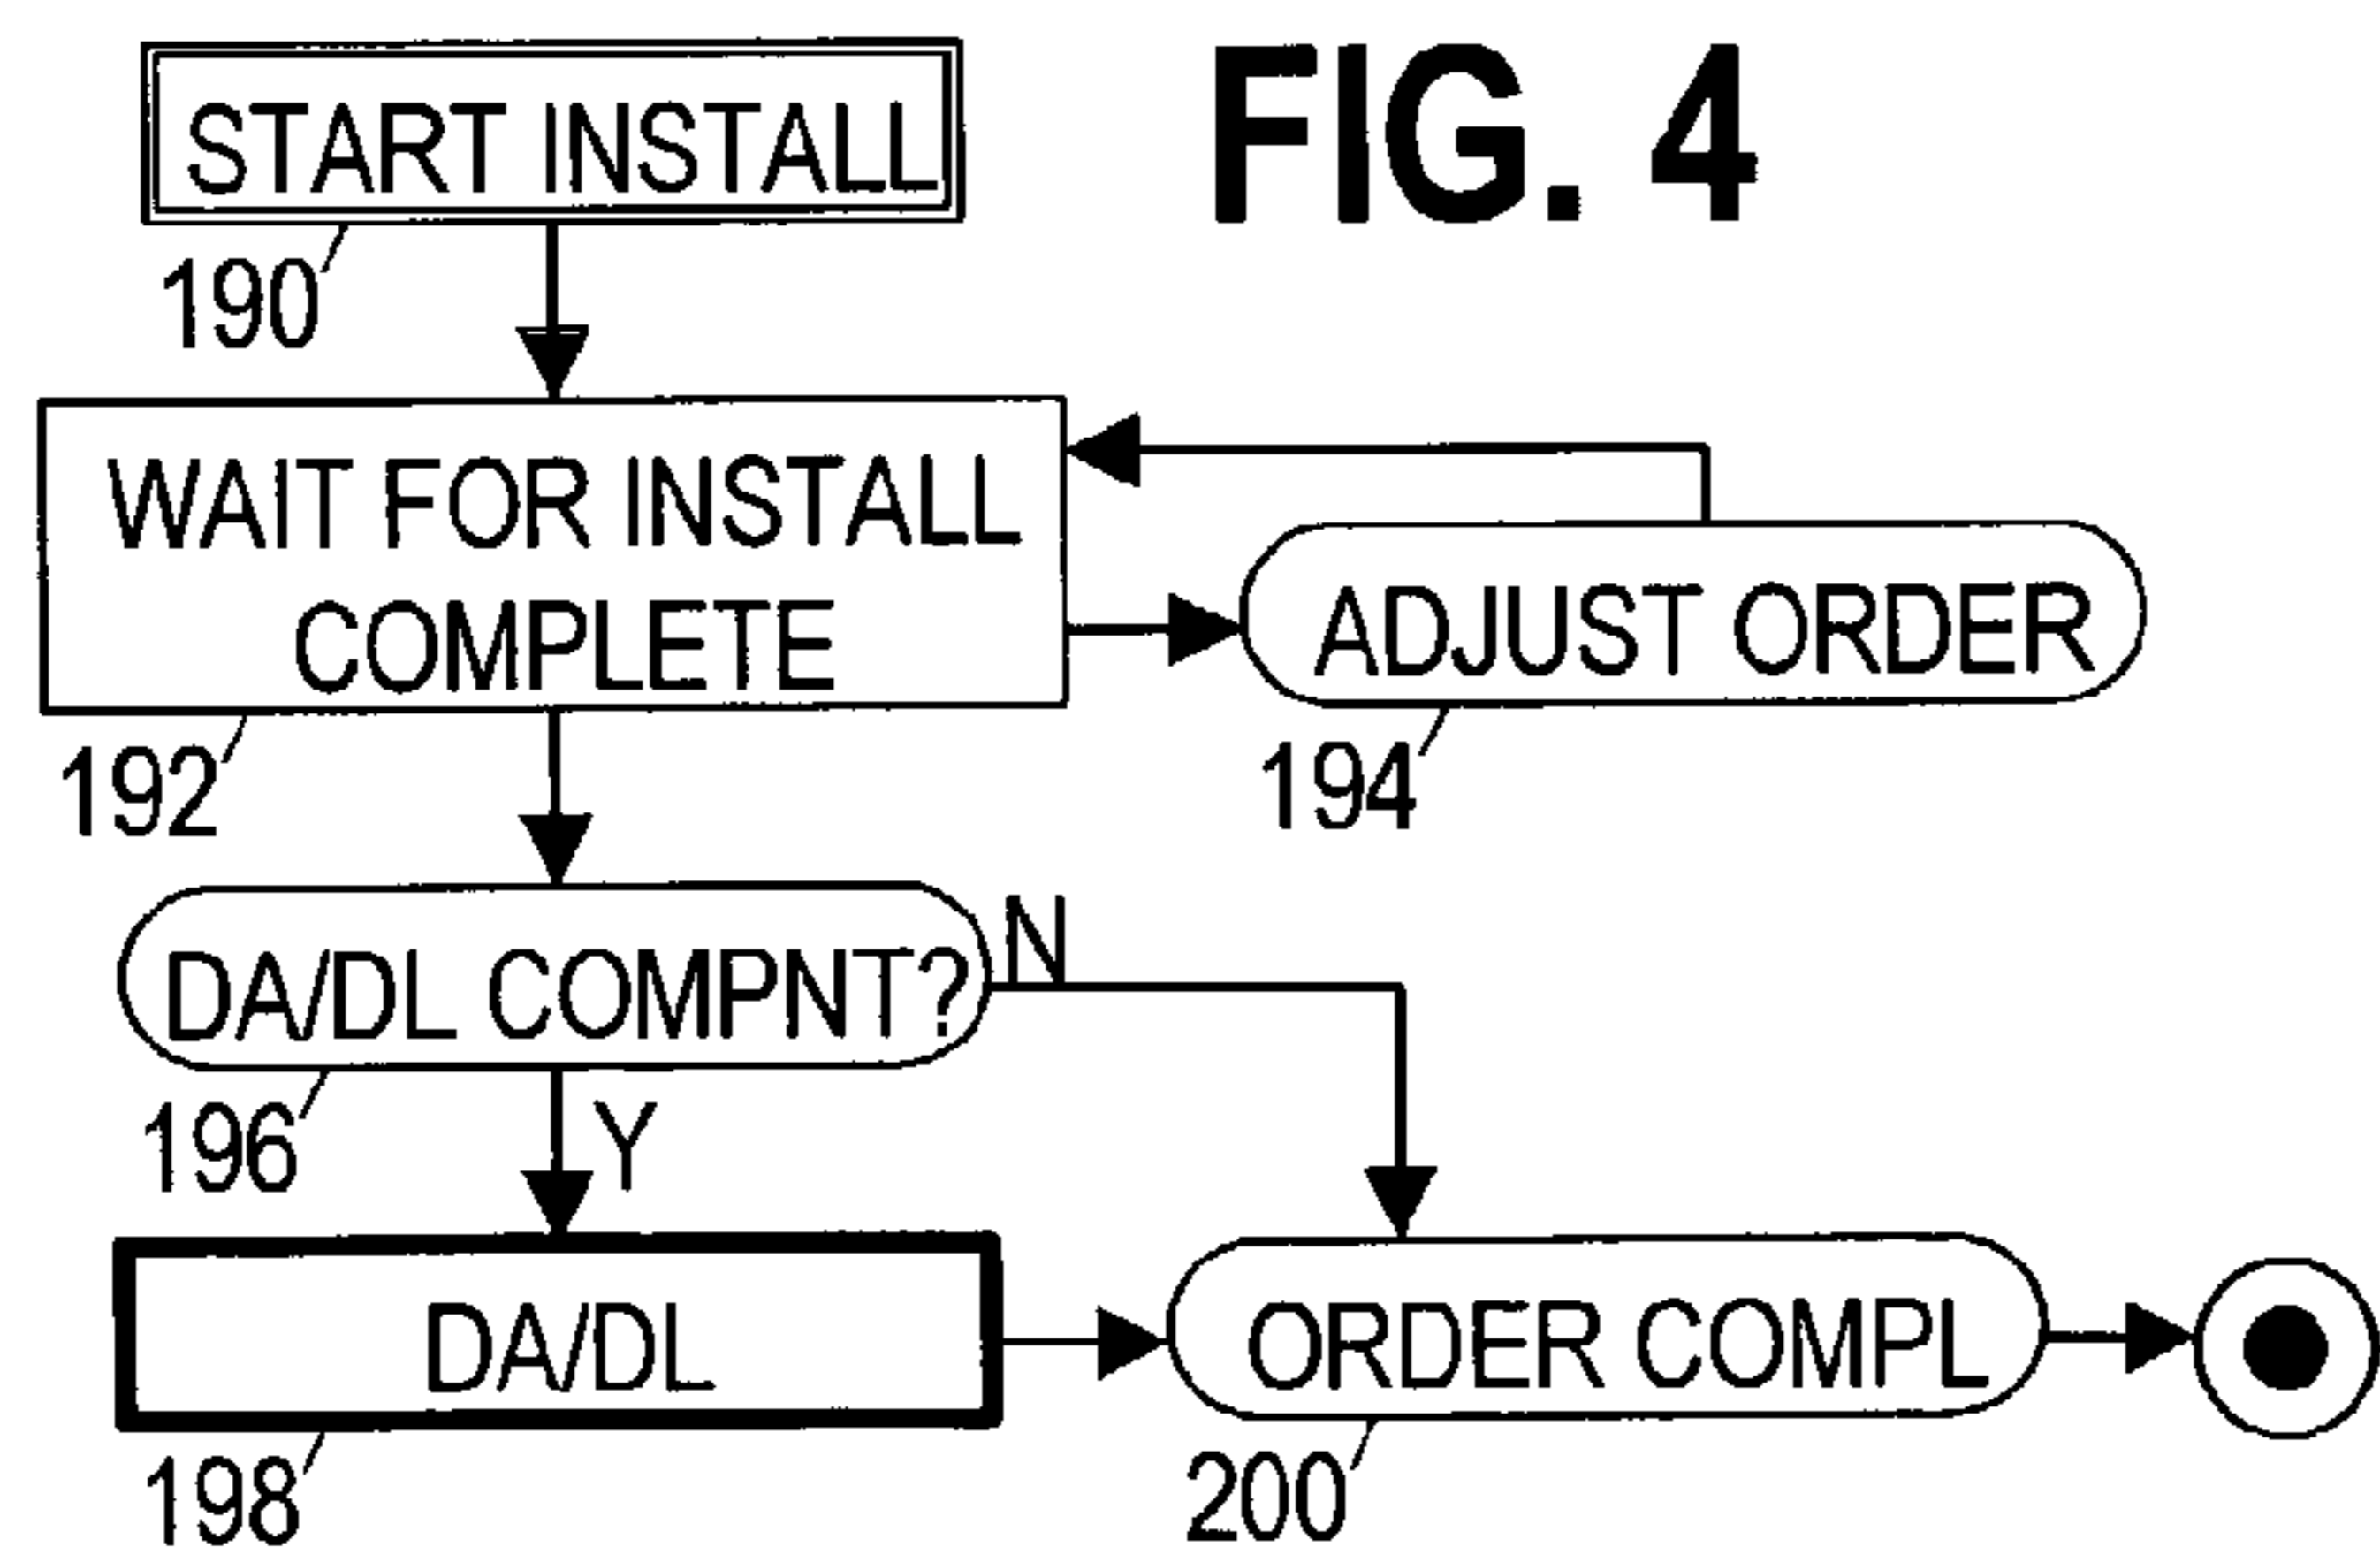 START INSTALL
FIG. 4
190
WAIT FOR INSTALL
COMPLETE
ADJUST ORDER
192
194
DA/DL COMPNT?
N
196
Y
DA/DL
ORDER COMPL
198
200